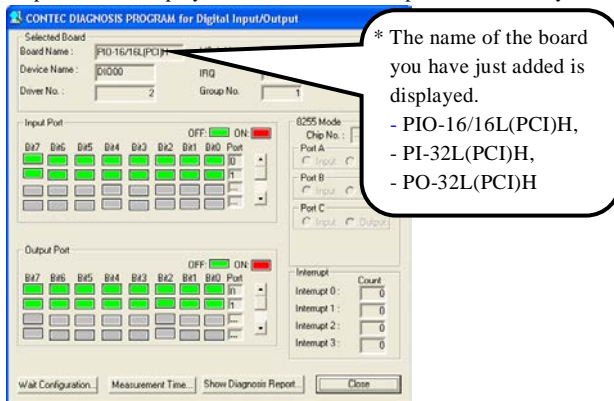 CONTEC DIAGNOSIS PROGRAM for Digital Input/Output
Selected Board
Board Name : PIO-16/16L(PCI)H
Device Name : DIO00 IRQ
Driver No. : 2 Group No. 1
* The name of the board
you have just added is
displayed.
- PIO-16/16L(PCI)H,
- PI-32L(PCI)H,
- PO-32L(PCI)H
Input Port
OFF: ON:
Bit7 Bit6 Bit5 Bit4 Bit3 Bit2 Bit1 Bit0 Port
0
1
---
---
8255 Mode
Chip No. :
Port A
Input
Port B
Input
Port C
Input Output
Output Port
OFF: ON:
Bit7 Bit6 Bit5 Bit4 Bit3 Bit2 Bit1 Bit0 Port
0
1
---
---
Interrupt
Count
Interrupt 0 : 0
Interrupt 1 : 0
Interrupt 2 : 0
Interrupt 3 : 0
Wait Configuration... Measurement Time... Show Diagnosis Report... Close